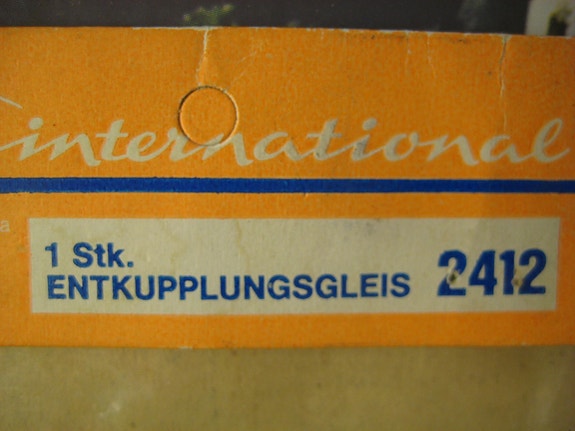 international
a
1 Stk.
ENTKUPPLUNGSGLEIS 2412